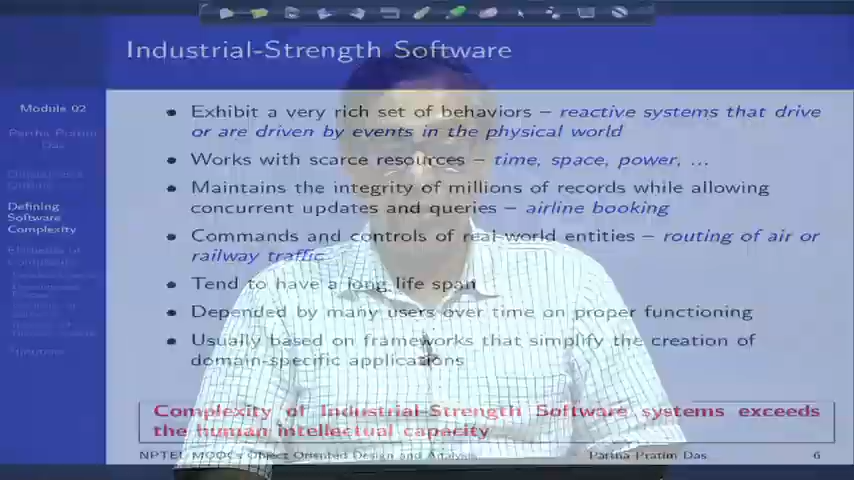 Industrial-Strength Software
Module 02
Partha Pratim
Das
Defining
Software
Complexity
• Exhibit a very rich set of behaviors – reactive systems that drive
or are driven by events in the physical world
• Works with scarce resources – time, space, power, ...
• Maintains the integrity of millions of records while allowing
concurrent updates and queries – airline booking
• Commands and controls of real-world entities – routing of air or
railway traffic
• Tend to have a long life span
• Depended by many users over time on proper functioning
• Usually based on frameworks that simplify the creation of
domain-specific applications
Complexity of Industrial-Strength Software systems exceeds
the human intellectual capacity
NPTEL MOOCs Object Oriented Design and Analysis
Partha Pratim Das
6